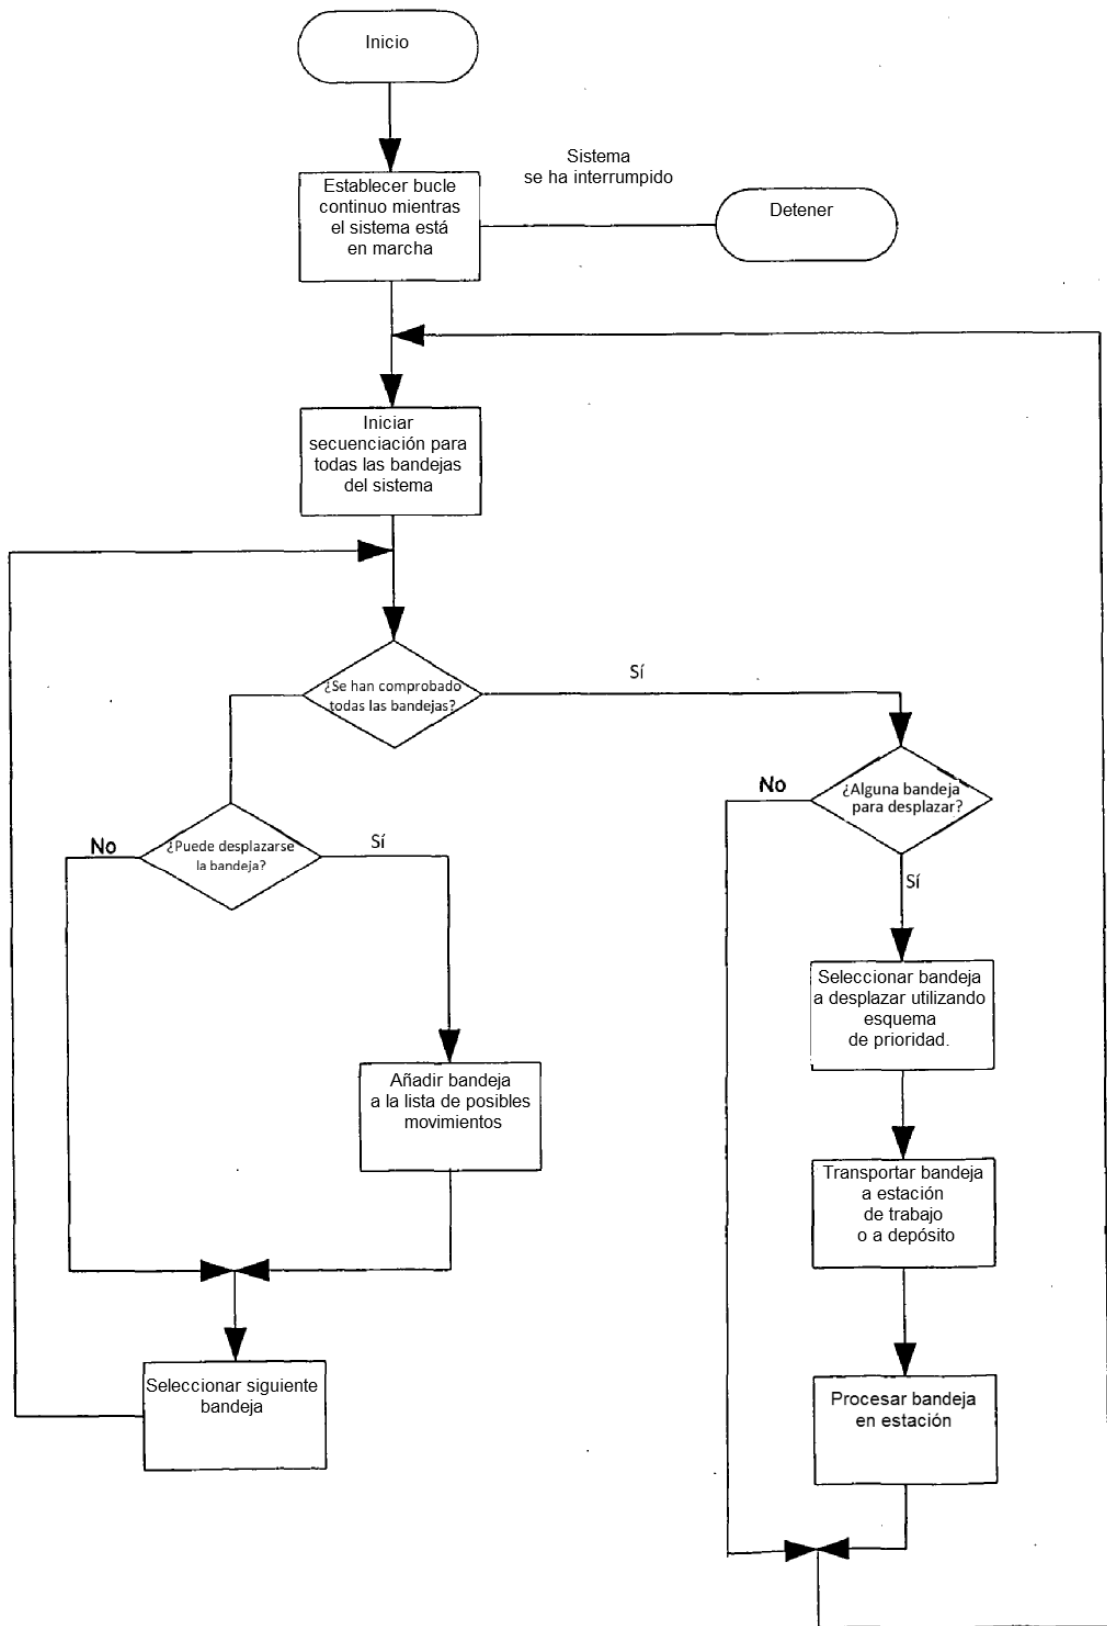 Inicio
Sistema
se ha interrumpido
Establecer bucle
continuo mientras
el sistema está
en marcha
Detener
Iniciar
secuenciación para
todas las bandejas
del sistema
¿Se han comprobado
todas las bandejas?
Sí
No
¿Alguna bandeja
para desplazar?
No
¿Puede desplazarse
la bandeja?
Sí
Sí
Seleccionar bandeja
a desplazar utilizando
esquema
de prioridad.
Añadir bandeja
a la lista de posibles
movimientos
Transportar bandeja
a estación
de trabajo
o a depósito
Seleccionar siguiente
bandeja
Procesar bandeja
en estación